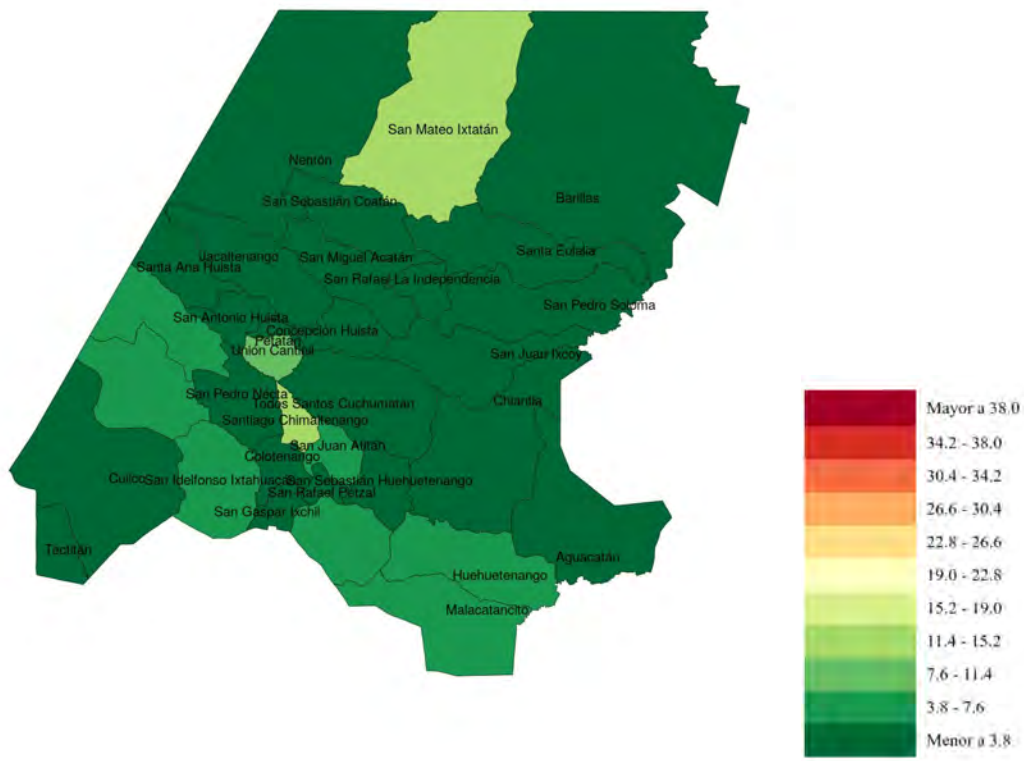 San Mateo Ixtatán
Nentón
San Sebastián Coatán
Barillas
Santa Eulalia
Jacaltenango
San Miguel Acatán
Santa Ana Huista
San Rafael La Independencia
San Pedro Soloma
San Antonio Huista
Concepción Huista
Petatán
Unión Cantinil
San Juan Ixcoy
San Pedro Necta
Todos Santos Cuchumatán
Chiantla
Santiago Chimaltenango
San Juan Atitán
Colotenango
Cuilco
San Ildelfonso Ixtahuacán
San Sebastián Huehuetenango
San Rafael Petzal
San Gaspar Ixchil
Tectitán
Aguacatán
Huehuetenango
Malacatancito
Mayor a 38.0
34.2 - 38.0
30.4 - 34.2
26.6 - 30.4
22.8 - 26.6
19.0 - 22.8
15.2 - 19.0
11.4 - 15.2
7.6 - 11.4
3.8 - 7.6
Menor a 3.8